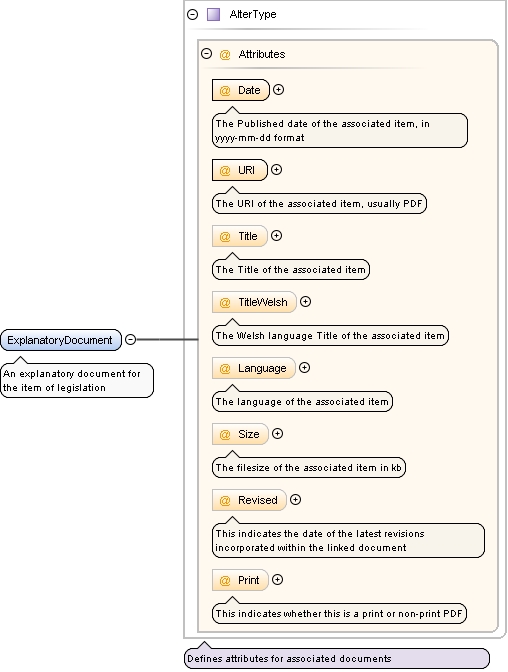 AlterType
@ Attributes
@ Date
The Published date of the associated item, in
yyyy-mm-dd format
@ URI
The URI of the associated item, usually PDF
@ Title
The Title of the associated item
@ TitleWelsh
The Welsh language Title of the associated item
ExplanatoryDocument
An explanatory document for
the item of legislation
@ Language
The language of the associated item
@ Size
The filesize of the associated item in kb
@ Revised
This indicates the date of the latest revisions
incorporated within the linked document
@ Print
This indicates whether this is a print or non-print PDF
Defines attributes for associated documents